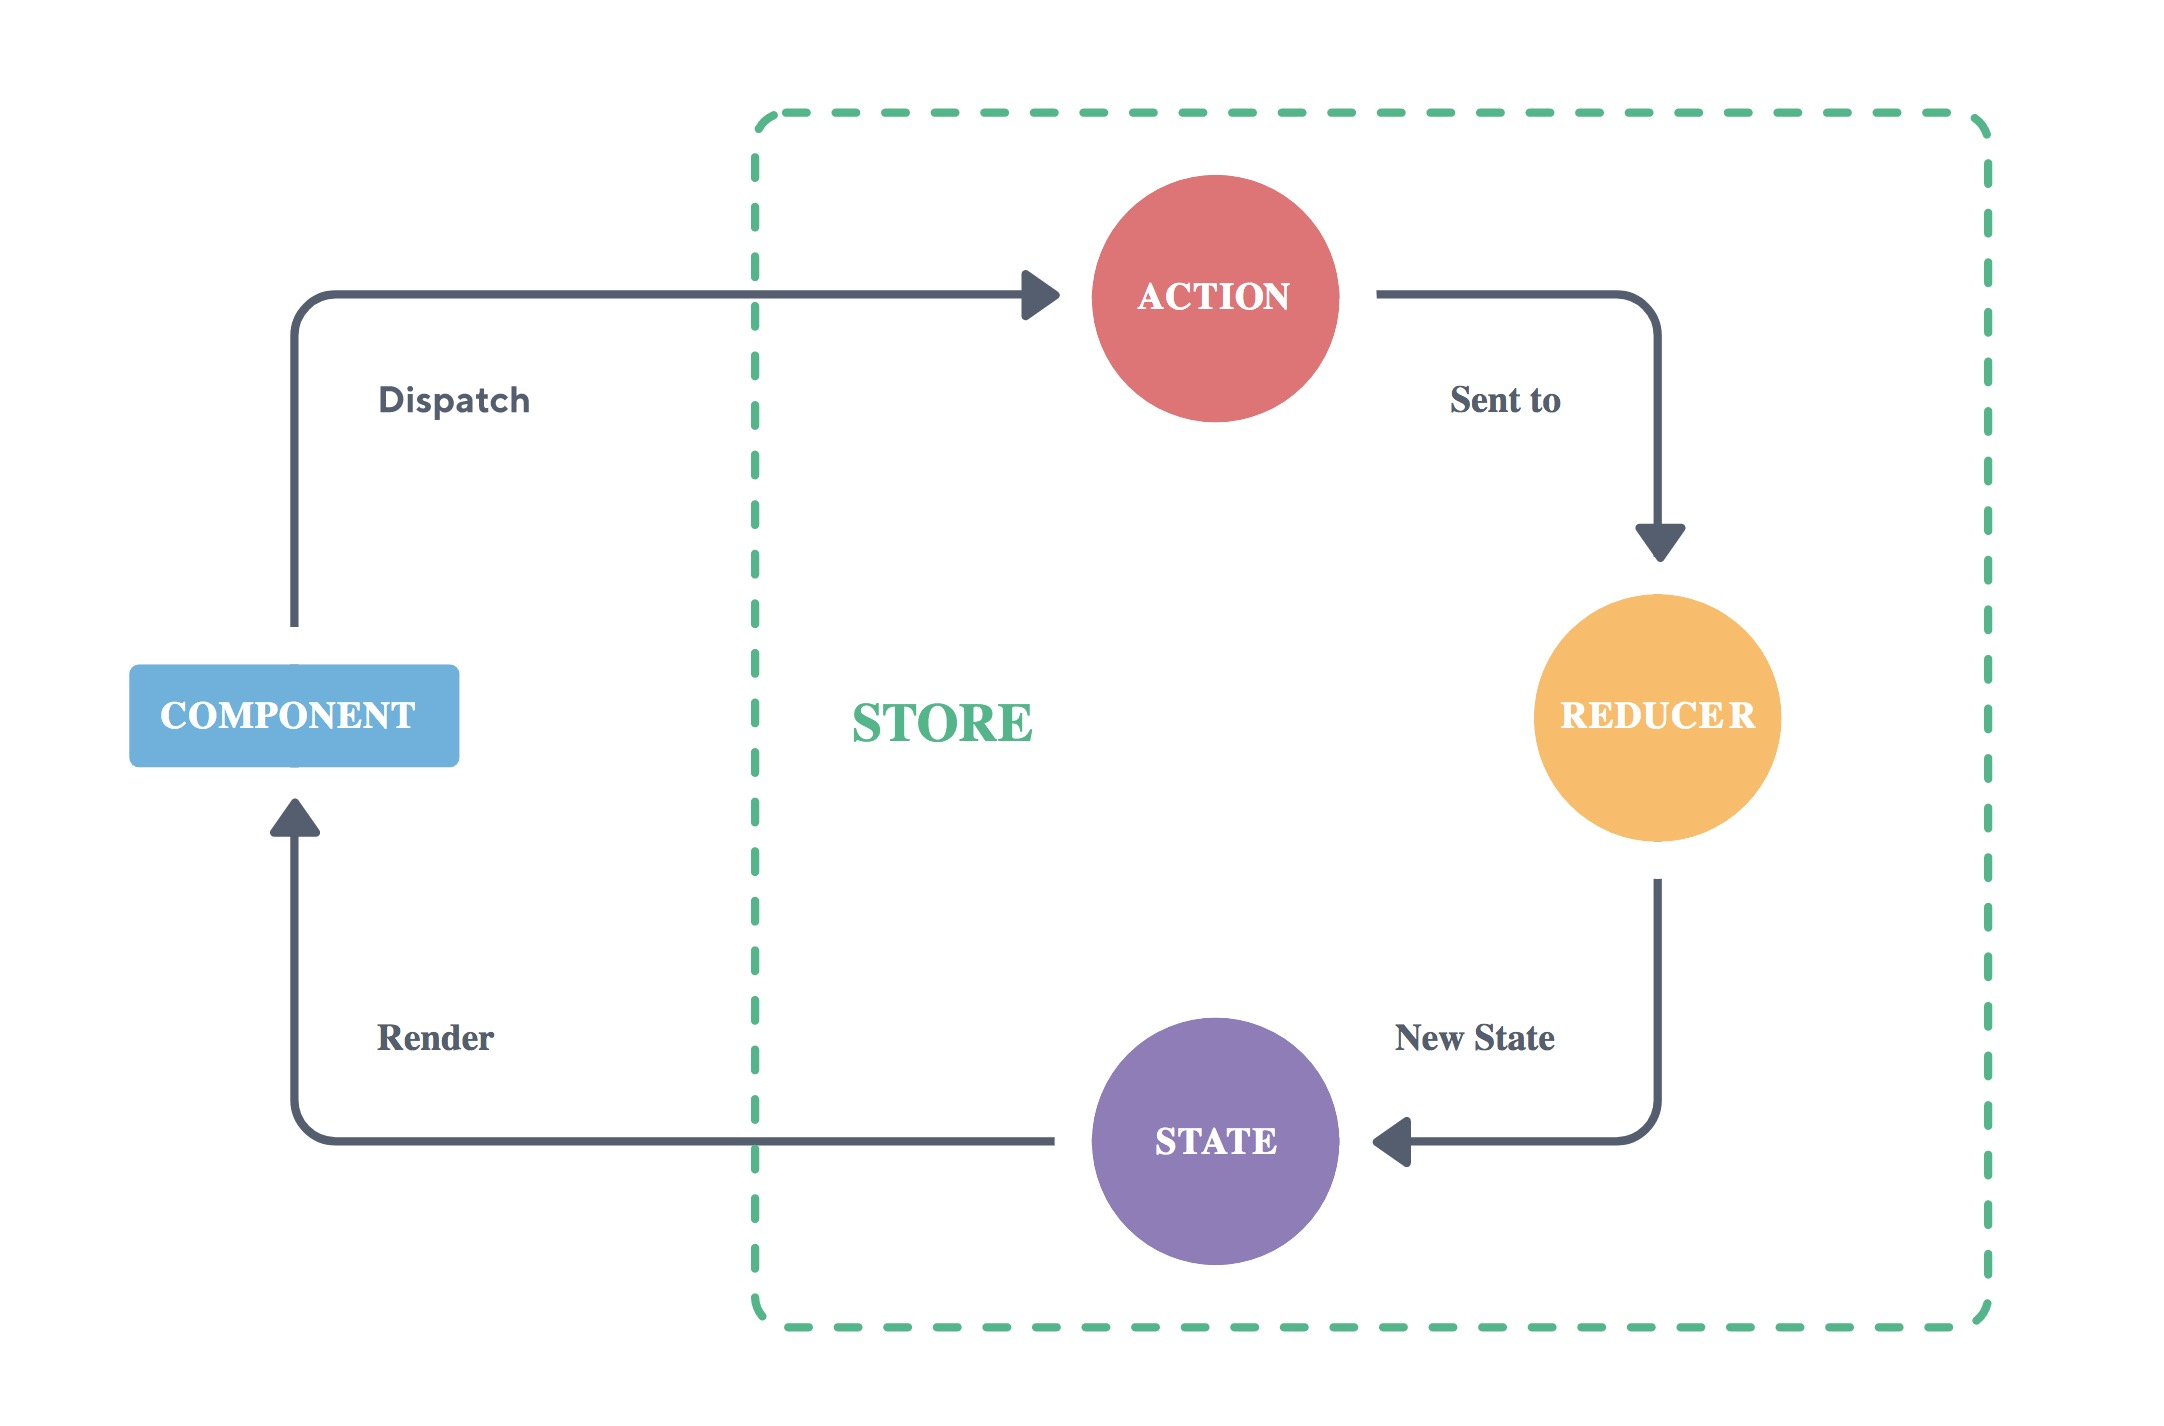 ACTION
Dispatch
Sent to
COMPONENT
STORE
REDUCER
Render
New State
STATE